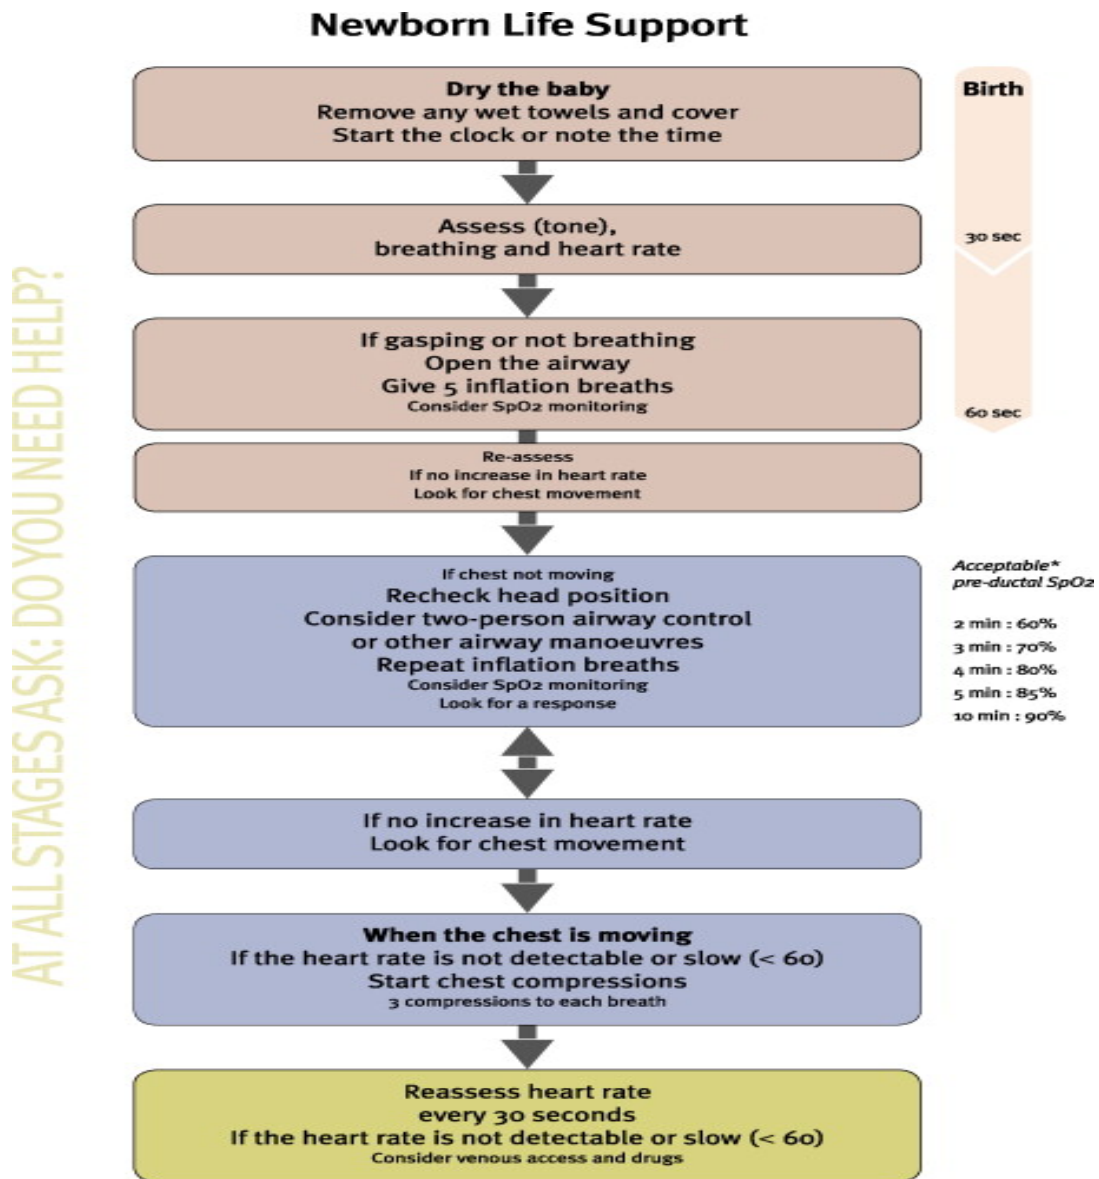 Newborn Life Support
Dry the baby
Remove any wet towels and cover
Start the clock or note the time
Birth
Assess (tone),
breathing and heart rate
30 sec
If gasping or not breathing
Open the airway
Give 5 inflation breaths
Consider SpO2 monitoring
60 sec
Re-assess
If no increase in heart rate
Look for chest movement
If chest not moving
Recheck head position
Consider two-person airway control
or other airway manoeuvres
Repeat inflation breaths
Consider SpO2 monitoring
Look for a response
Acceptable*
pre-ductal SpO2
2 min : 60%
3 min : 70%
4 min : 80%
5 min : 85%
10 min : 90%
If no increase in heart rate
Look for chest movement
When the chest is moving
If the heart rate is not detectable or slow (< 60)
Start chest compressions
3 compressions to each breath
Reassess heart rate
every 30 seconds
If the heart rate is not detectable or slow (< 60)
Consider venous access and drugs
AT ALL STAGES ASK: DO YOU NEED HELP?